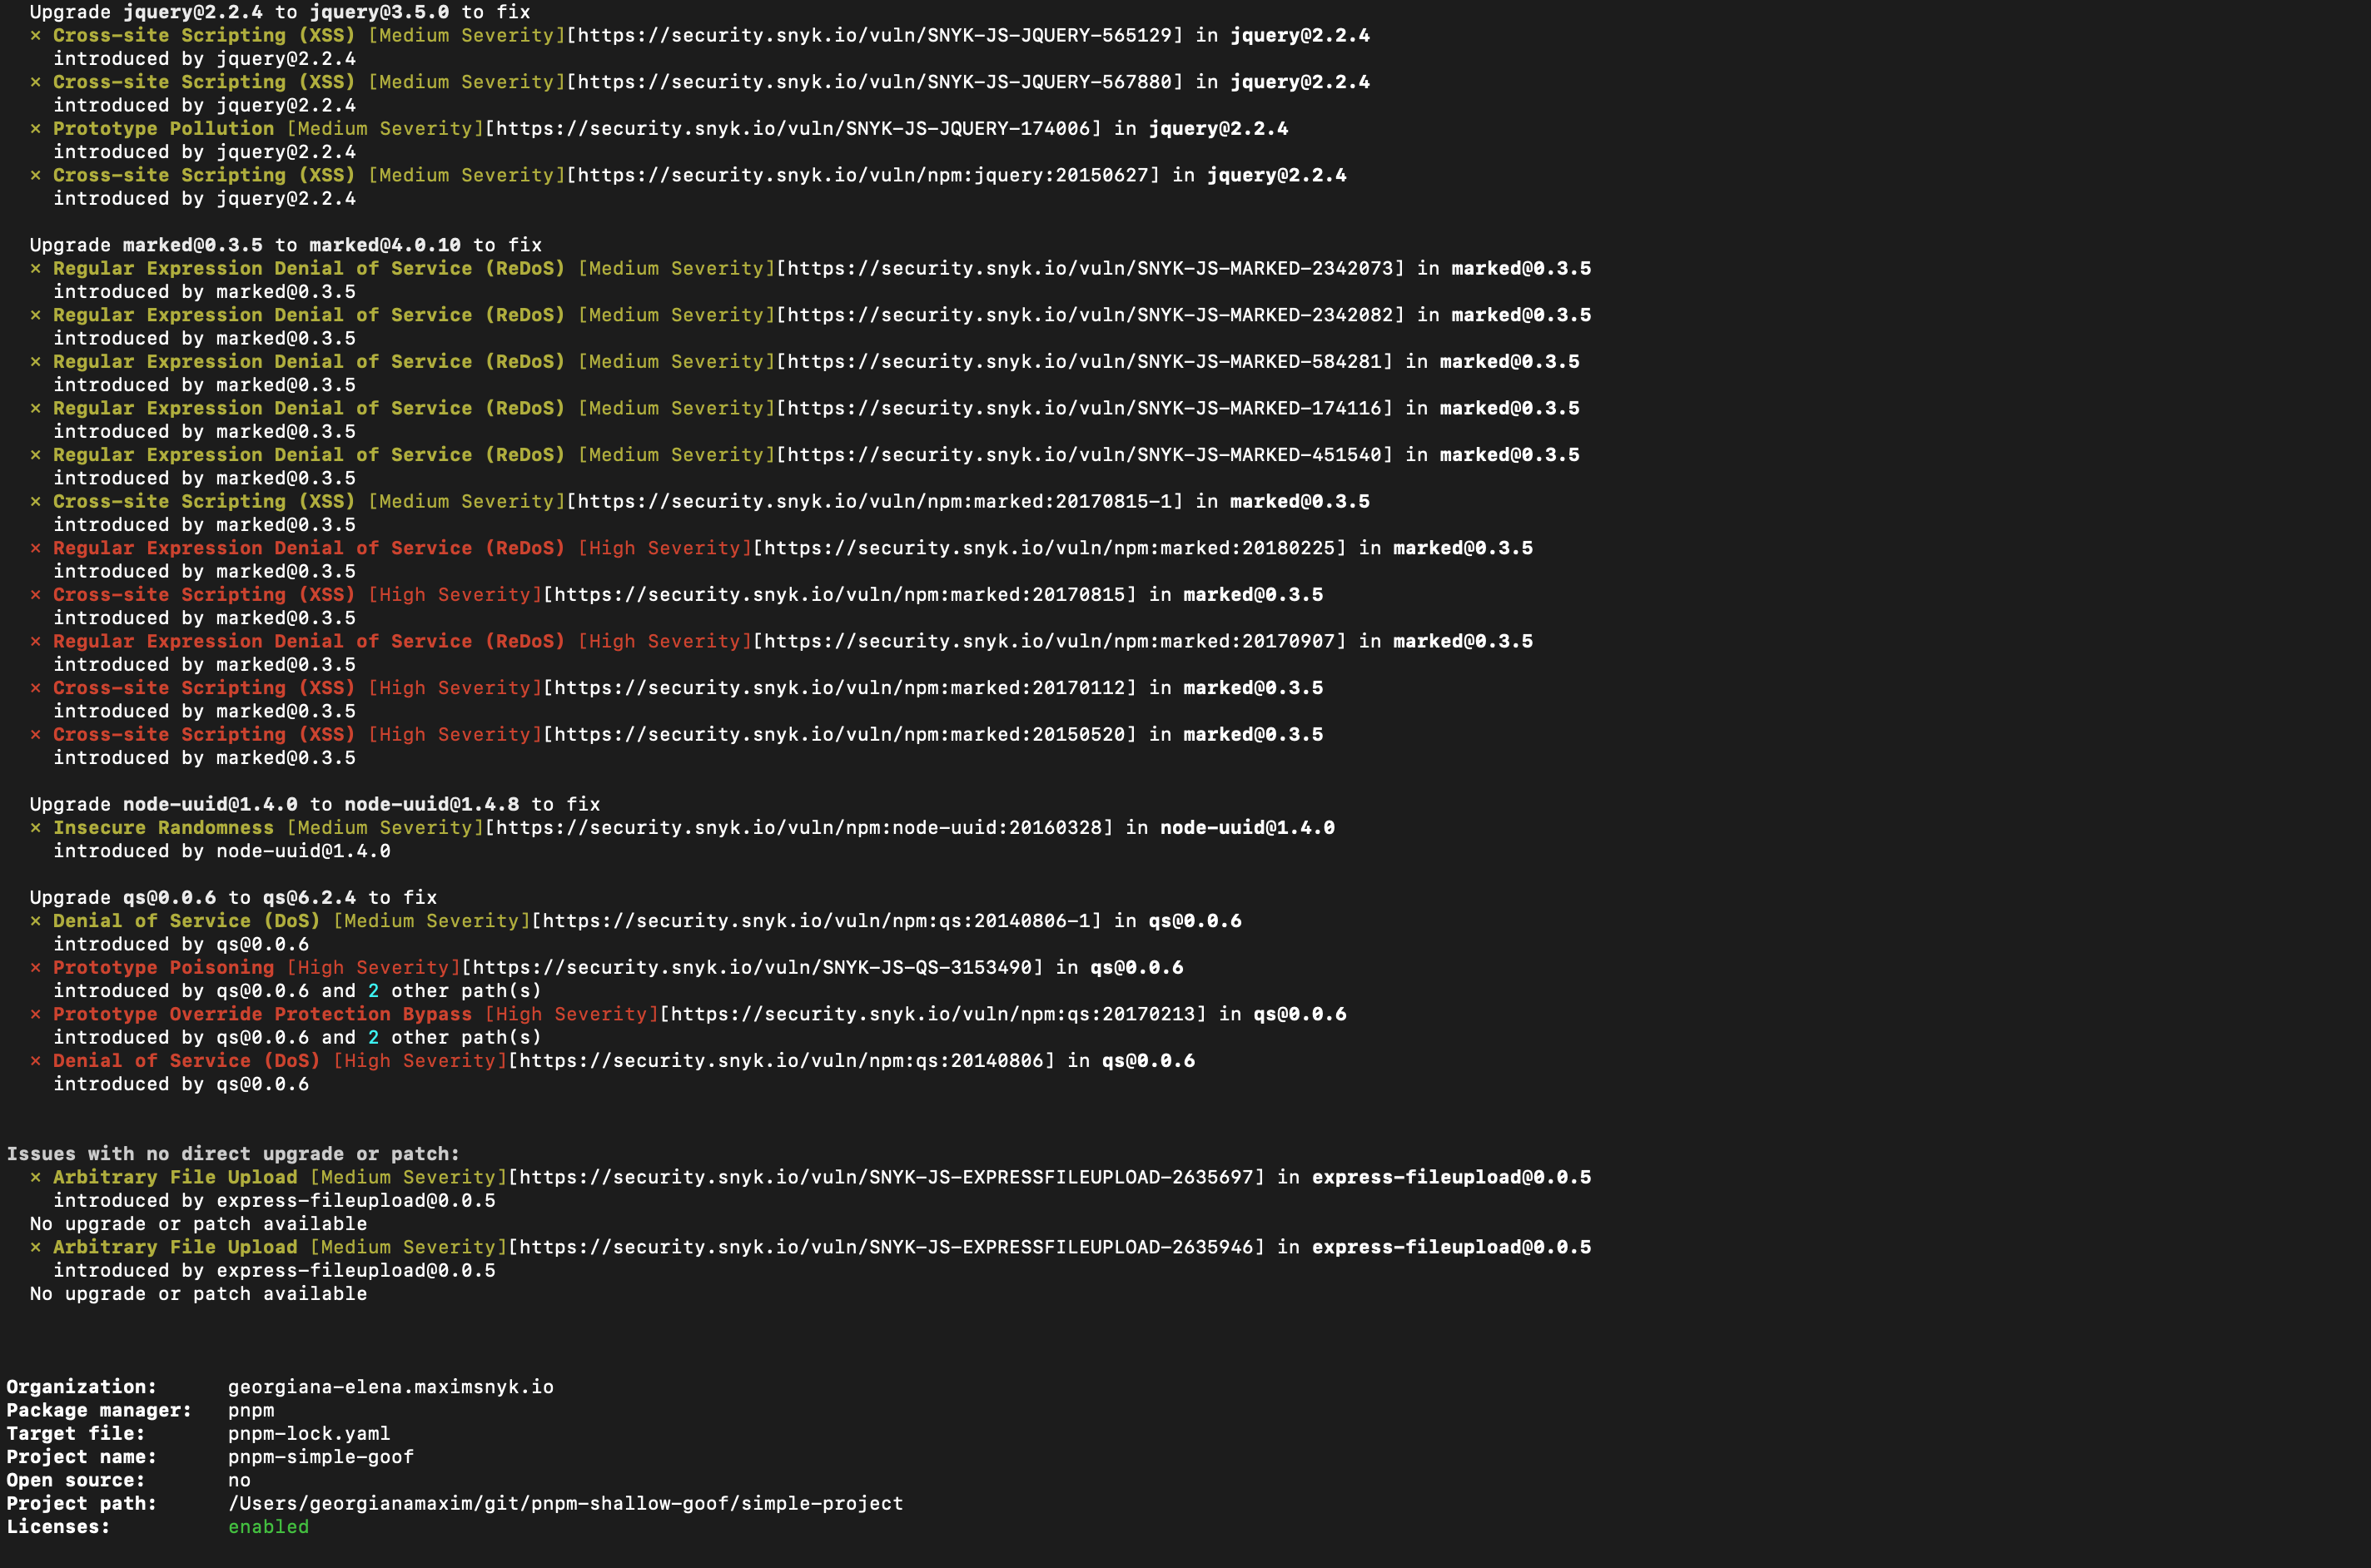 Upgrade jquery@2.2.4 to jquery@3.5.0 to fix
× Cross-site Scripting (XSS) [Medium Severity][https://security.snyk.io/vuln/SNYK-JS-JQUERY-565129] in jquery@2.2.4
introduced by jquery@2.2.4
× Cross-site Scripting (XSS) [Medium Severity][https://security.snyk.io/vuln/SNYK-JS-JQUERY-567880] in jquery@2.2.4
introduced by jquery@2.2.4
× Prototype Pollution [Medium Severity][https://security.snyk.io/vuln/SNYK-JS-JQUERY-174006] in jquery@2.2.4
introduced by jquery@2.2.4
× Cross-site Scripting (XSS) [Medium Severity][https://security.snyk.io/vuln/npm:jquery:20150627] in jquery@2.2.4
introduced by jquery@2.2.4
Upgrade marked@0.3.5 to marked@4.0.10 to fix
× Regular Expression Denial of Service (ReDoS) [Medium Severity][https://security.snyk.io/vuln/SNYK-JS-MARKED-2342073] in marked@0.3.5
introduced by marked@0.3.5
× Regular Expression Denial of Service (ReDoS) [Medium Severity][https://security.snyk.io/vuln/SNYK-JS-MARKED-2342082] in marked@0.3.5
introduced by marked@0.3.5
× Regular Expression Denial of Service (ReDoS) [Medium Severity][https://security.snyk.io/vuln/SNYK-JS-MARKED-584281] in marked@0.3.5
introduced by marked@0.3.5
× Regular Expression Denial of Service (ReDoS) [Medium Severity][https://security.snyk.io/vuln/SNYK-JS-MARKED-174116] in marked@0.3.5
introduced by marked@0.3.5
× Regular Expression Denial of Service (ReDoS) [Medium Severity][https://security.snyk.io/vuln/SNYK-JS-MARKED-451540] in marked@0.3.5
introduced by marked@0.3.5
× Cross-site Scripting (XSS) [Medium Severity][https://security.snyk.io/vuln/npm:marked:20170815-1] in marked@0.3.5
introduced by marked@0.3.5
× Regular Expression Denial of Service (ReDoS) [High Severity][https://security.snyk.io/vuln/npm:marked:20180225] in marked@0.3.5
introduced by marked@0.3.5
× Cross-site Scripting (XSS) [High Severity][https://security.snyk.io/vuln/npm:marked:20170815] in marked@0.3.5
introduced by marked@0.3.5
× Regular Expression Denial of Service (ReDoS) [High Severity][https://security.snyk.io/vuln/npm:marked:20170907] in marked@0.3.5
introduced by marked@0.3.5
× Cross-site Scripting (XSS) [High Severity][https://security.snyk.io/vuln/npm:marked:20170112] in marked@0.3.5
introduced by marked@0.3.5
× Cross-site Scripting (XSS) [High Severity][https://security.snyk.io/vuln/npm:marked:20150520] in marked@0.3.5
introduced by marked@0.3.5
Upgrade node-uuid@1.4.0 to node-uuid@1.4.8 to fix
× Insecure Randomness [Medium Severity][https://security.snyk.io/vuln/npm:node-uuid:20160328] in node-uuid@1.4.0
introduced by node-uuid@1.4.0
Upgrade qs@0.0.6 to qs@6.2.4 to fix
× Denial of Service (DoS) [Medium Severity][https://security.snyk.io/vuln/npm:qs:20140806-1] in qs@0.0.6
introduced by qs@0.0.6
× Prototype Poisoning [High Severity][https://security.snyk.io/vuln/SNYK-JS-QS-3153490] in qs@0.0.6
introduced by qs@0.0.6 and 2 other path(s)
× Prototype Override Protection Bypass [High Severity][https://security.snyk.io/vuln/npm:qs:20170213] in qs@0.0.6
introduced by qs@0.0.6 and 2 other path(s)
× Denial of Service (DoS) [High Severity][https://security.snyk.io/vuln/npm:qs:20140806] in qs@0.0.6
introduced by qs@0.0.6
Issues with no direct upgrade or patch:
× Arbitrary File Upload [Medium Severity][https://security.snyk.io/vuln/SNYK-JS-EXPRESSFILEUPLOAD-2635697] in express-fileupload@0.0.5
introduced by express-fileupload@0.0.5
No upgrade or patch available
× Arbitrary File Upload [Medium Severity][https://security.snyk.io/vuln/SNYK-JS-EXPRESSFILEUPLOAD-2635946] in express-fileupload@0.0.5
introduced by express-fileupload@0.0.5
No upgrade or patch available
Organization: georgiana-elena.maximsnyk.io
Package manager: pnpm
Target file: pnpm-lock.yaml
Project name: pnpm-simple-goof
Open source: no
Project path: /Users/georgianamaxim/git/pnpm-shallow-goof/simple-project
Licenses: enabled